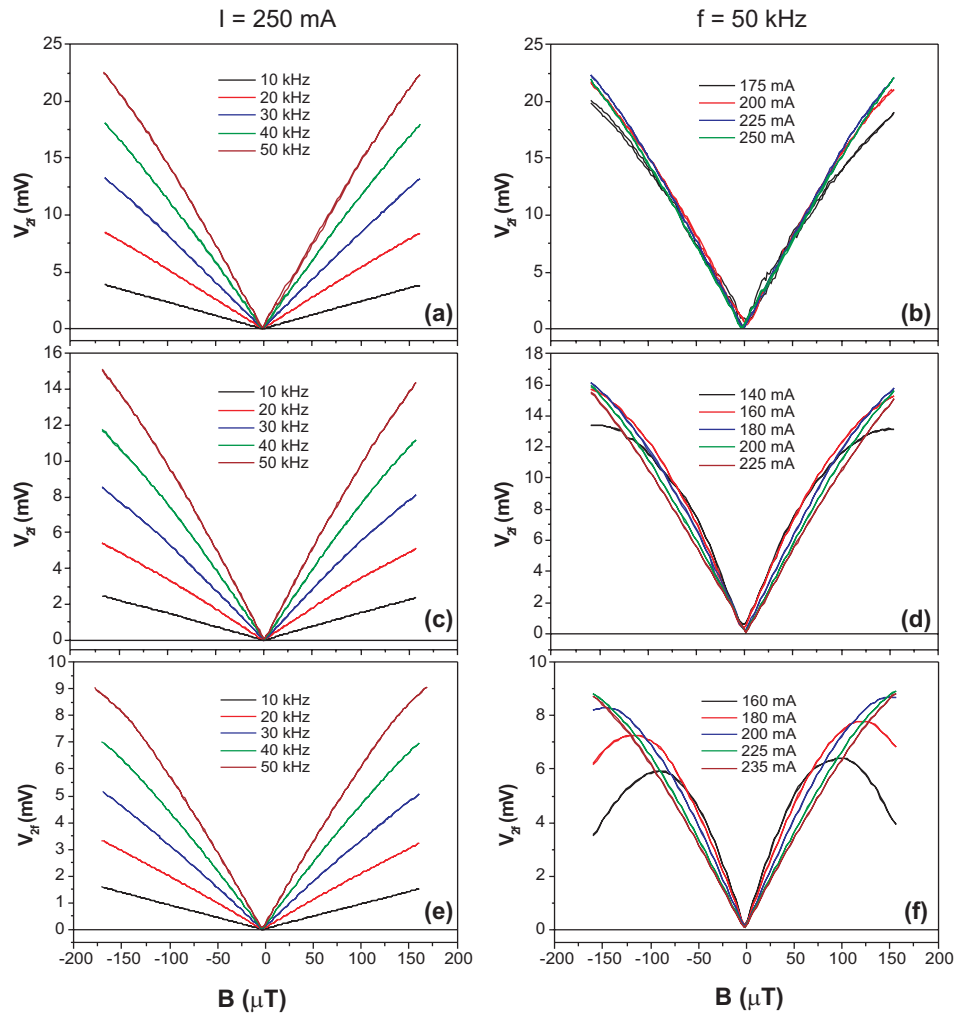 I = 250 mA
f = 50 kHz
25
20
15
10
5
0
V2f (mV)
10 kHz
20 kHz
30 kHz
40 kHz
50 kHz
(a)
25
20
15
10
5
0
V2f (mV)
175 mA
200 mA
225 mA
250 mA
(b)
16
14
12
10
8
6
4
2
0
V2f (mV)
10 kHz
20 kHz
30 kHz
40 kHz
50 kHz
(c)
18
16
14
12
10
8
6
4
2
0
V2f (mV)
140 mA
160 mA
180 mA
200 mA
225 mA
(d)
10
9
8
7
6
5
4
3
2
1
0
V2f (mV)
10 kHz
20 kHz
30 kHz
40 kHz
50 kHz
(e)
-200 -150 -100 -50 0 50 100 150 200
B (μT)
10
8
6
4
2
0
V2f (mV)
160 mA
180 mA
200 mA
225 mA
235 mA
(f)
-200 -150 -100 -50 0 50 100 150 200
B (μT)